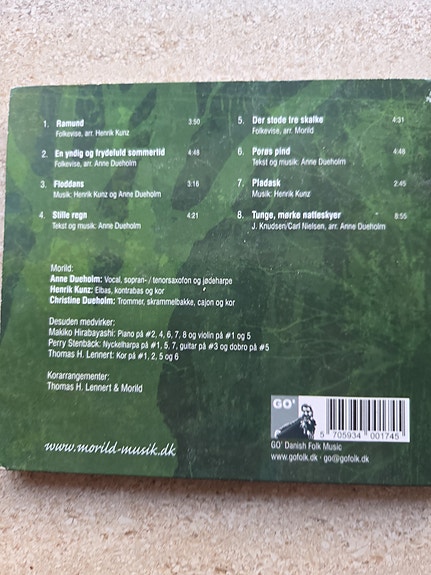 1. Ramund 3:50
Folkevise, arr. Henrik Kunz
2. En yndig og frydefuld sommertid 4:46
Folkevise, arr. Anne Dueholm
3. Floddans 3:16
Musik: Henrik Kunz og Anne Dueholm
4. Stille regn 4:21
Tekst og musik: Anne Dueholm
5. Der stode tre skalke 4:31
Folkevise, arr. Morild
6. Pores pind 4:48
Tekst og musik: Anne Dueholm
7. Pladask 2:45
Musik: Henrik Kunz
8. Tunge, mørke natteskyer 8:55
J. Knudsen/Carl Nielsen, arr. Anne Dueholm
Morild:
Anne Dueholm: Vocal, sopran- / tenorsaxofon og jødeharpe
Henrik Kunz: Elbas, kontrabas og kor
Christine Dueholm: Trommer, skrammelbakke, cajon og kor
Desuden medvirker:
Makiko Hirabayashi: Piano på #2, 4, 6, 7, 8 og violin på #1 og 5
Perry Stenbäck: Nyckelharpa på #1, 5, 7, guitar på #3 og dobro på #5
Thomas H. Lennert: Kor på #1, 2, 5 og 6
Korarrangementer:
Thomas H. Lennert & Morild
www.morild-musik.dk
GO'
5 705934 001745
GO' Danish Folk Music
www.gofolk.dk · go@gofolk.dk